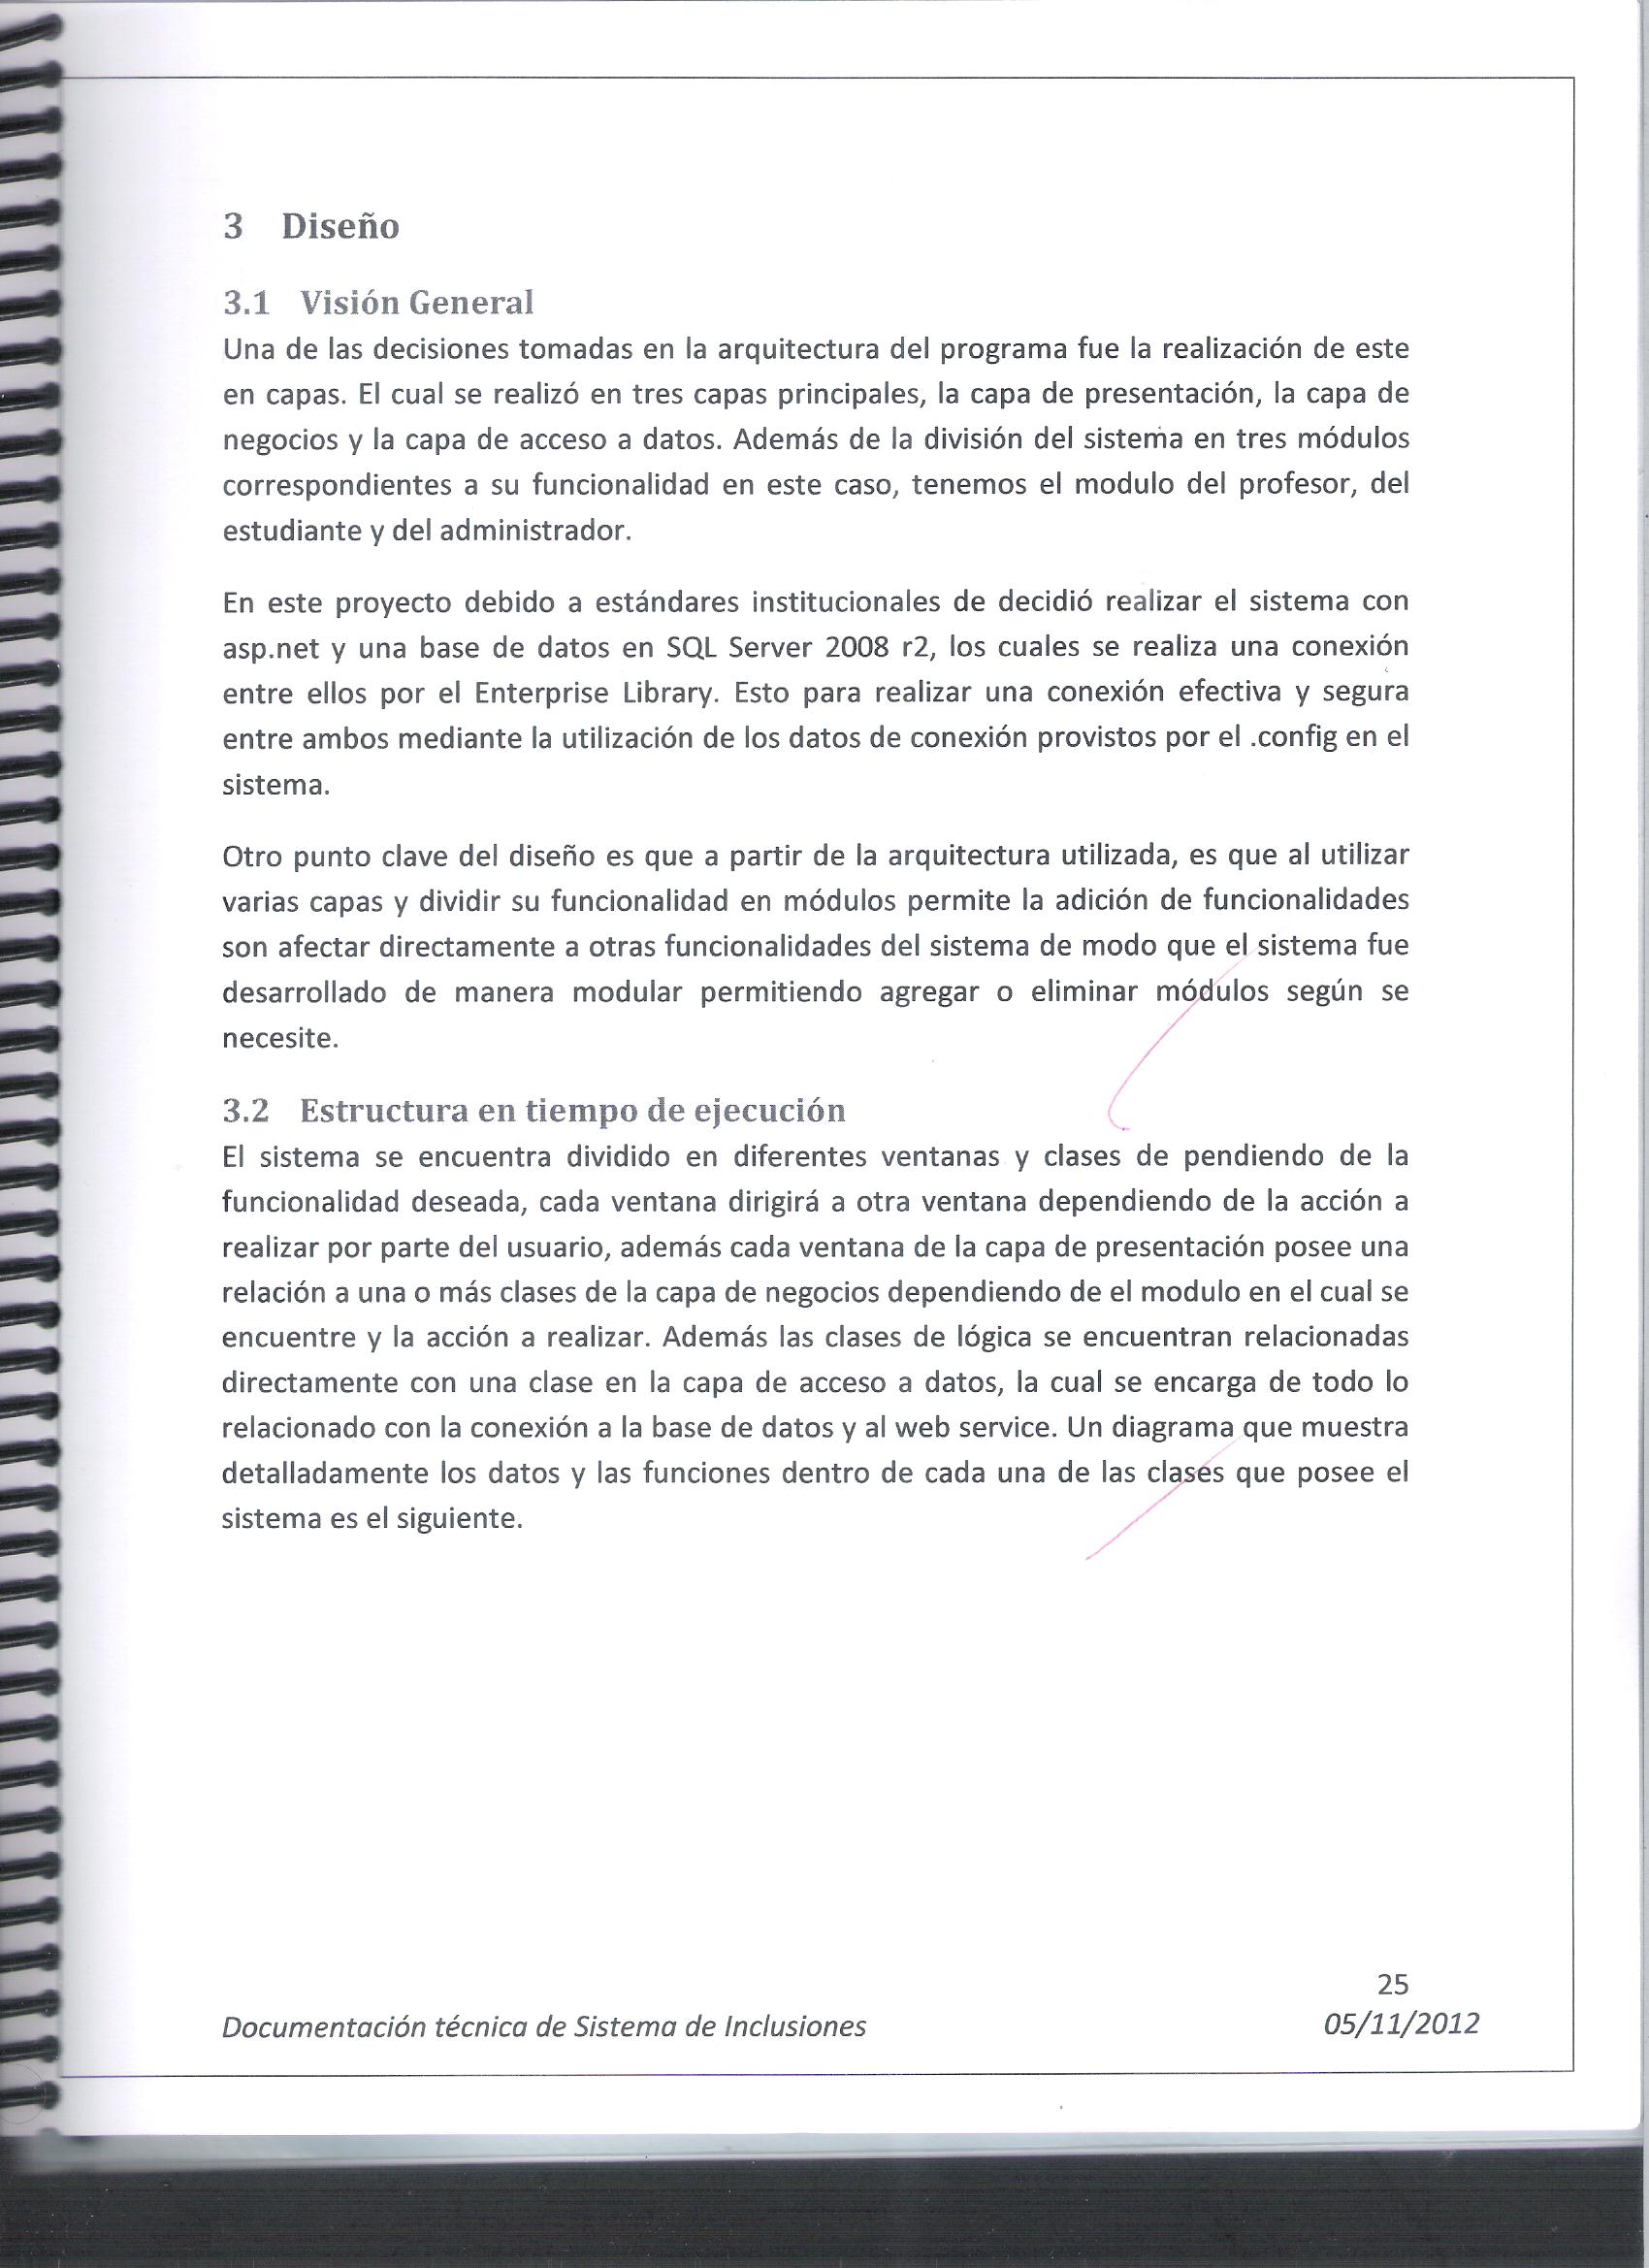 3 Diseño
3.1 Visión General
Una de las decisiones tomadas en la arquitectura del programa fue la realización de este
en capas. El cual se realizó en tres capas principales, la capa de presentación, la capa de
negocios y la capa de acceso a datos. Además de la división del sistema en tres módulos
correspondientes a su funcionalidad en este caso, tenemos el modulo del profesor, del
estudiante y del administrador.
En este proyecto debido a estándares institucionales de decidió realizar el sistema con
asp.net y una base de datos en SQL Server 2008 r2, los cuales se realiza una conexión
entre ellos por el Enterprise Library. Esto para realizar una conexión efectiva y segura
entre ambos mediante la utilización de los datos de conexión provistos por el .config en el
sistema.
Otro punto clave del diseño es que a partir de la arquitectura utilizada, es que al utilizar
varias capas y dividir su funcionalidad en módulos permite la adición de funcionalidades
son afectar directamente a otras funcionalidades del sistema de modo que el sistema fue
desarrollado de manera modular permitiendo agregar o eliminar módulos según se
necesite.
3.2 Estructura en tiempo de ejecución
El sistema se encuentra dividido en diferentes ventanas y clases de pendiendo de la
funcionalidad deseada, cada ventana dirigirá a otra ventana dependiendo de la acción a
realizar por parte del usuario, además cada ventana de la capa de presentación posee una
relación a una o más clases de la capa de negocios dependiendo de el modulo en el cual se
encuentre y la acción a realizar. Además las clases de lógica se encuentran relacionadas
directamente con una clase en la capa de acceso a datos, la cual se encarga de todo lo
relacionado con la conexión a la base de datos y al web service. Un diagrama que muestra
detalladamente los datos y las funciones dentro de cada una de las clases que posee el
sistema es el siguiente.
25
Documentación técnica de Sistema de Inclusiones 05/11/2012